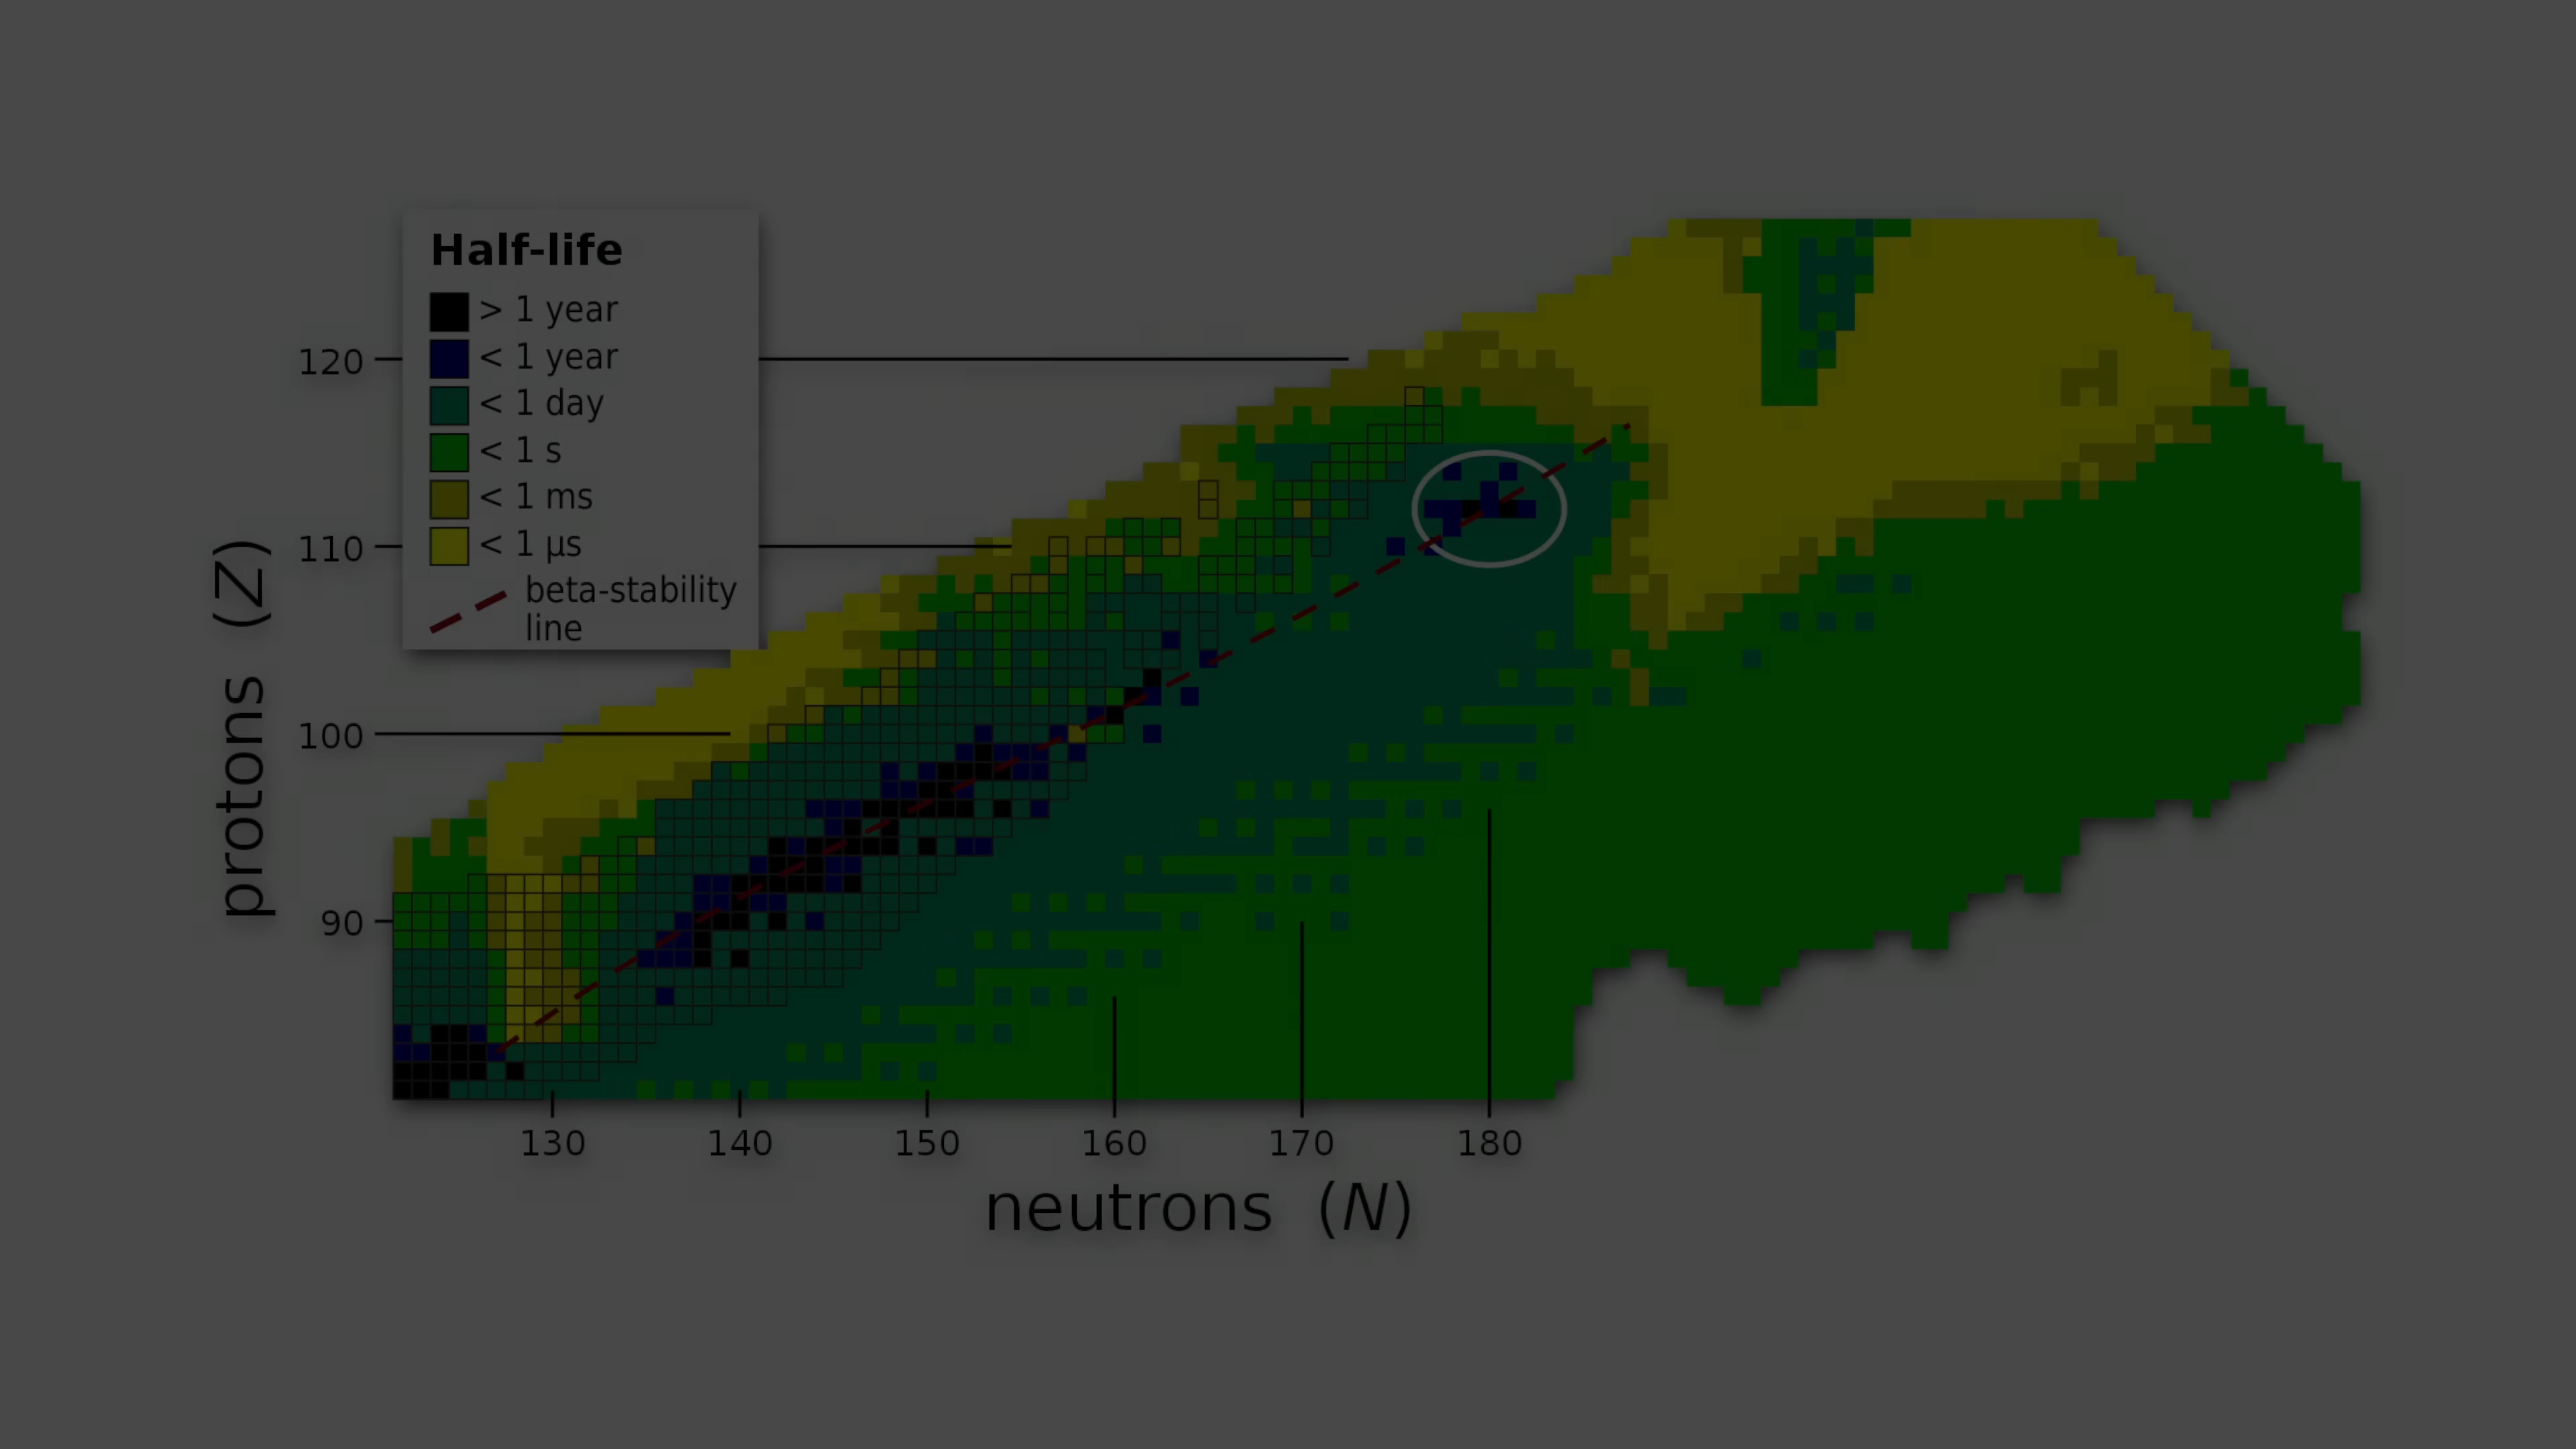 Half-life
> 1 year
< 1 year
< 1 day
< 1 s
< 1 ms
< 1 µs
beta-stability
line
120
110
100
90
protons (Z)
130 140 150 160 170 180
neutrons (N)